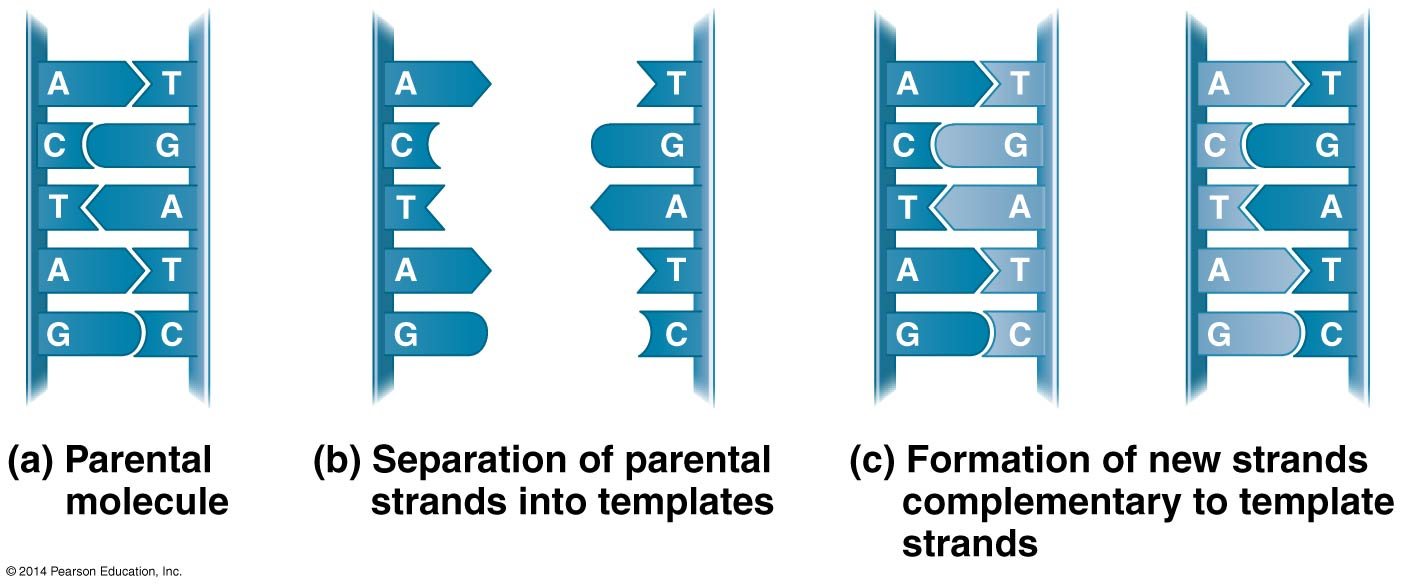 A T A T A T A T
C G C G C G C G
T A T A T A T A
A T A T A T A T
G C G C G C G C
(a) Parental
molecule
(b) Separation of parental
strands into templates
(c) Formation of new strands
complementary to template
strands
© 2014 Pearson Education, Inc.